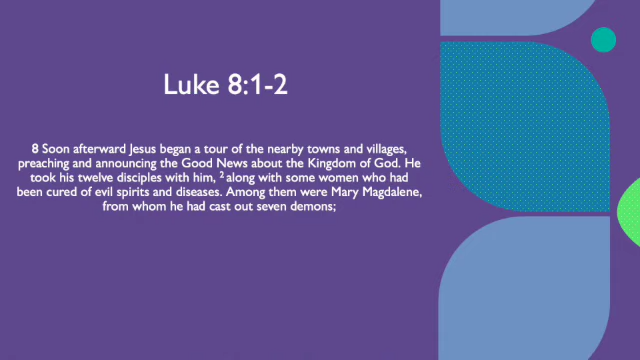 Luke 8:1-2
8 Soon afterward Jesus began a tour of the nearby towns and villages,
preaching and announcing the Good News about the Kingdom of God. He
took his twelve disciples with him, 2 along with some women who had
been cured of evil spirits and diseases. Among them were Mary Magdalene,
from whom he had cast out seven demons;